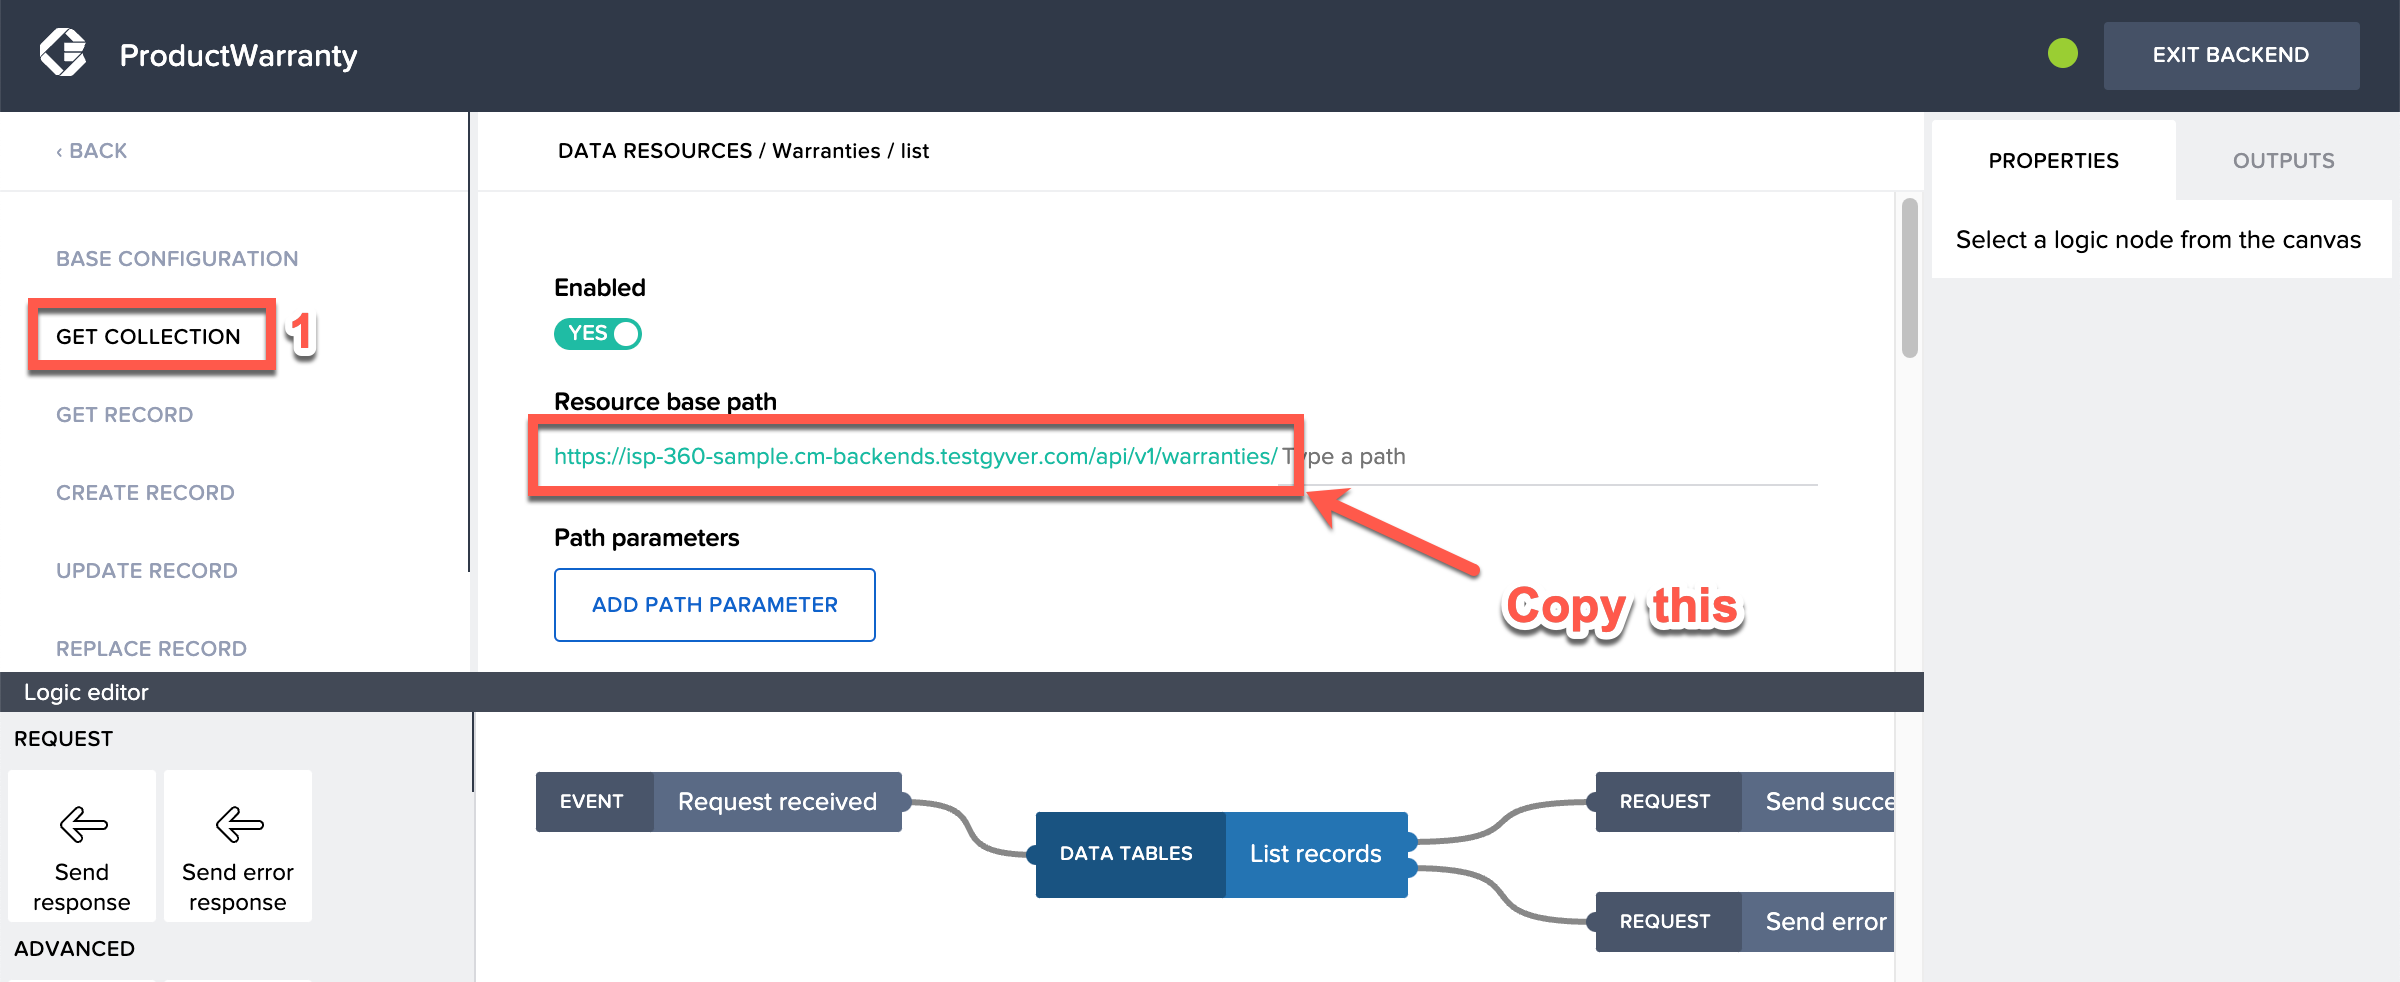 ProductWarranty
EXIT BACKEND
‹ BACK
DATA RESOURCES / Warranties / list
PROPERTIES
OUTPUTS
Select a logic node from the canvas
BASE CONFIGURATION
GET COLLECTION
1
GET RECORD
CREATE RECORD
UPDATE RECORD
REPLACE RECORD
Enabled
YES
Resource base path
https://isp-360-sample.cm-backends.testgyver.com/api/v1/warranties/ Type a path
Path parameters
ADD PATH PARAMETER
Copy this
Logic editor
REQUEST
Send response
Send error response
ADVANCED
EVENT Request received
DATA TABLES List records
REQUEST Send succe
REQUEST Send error